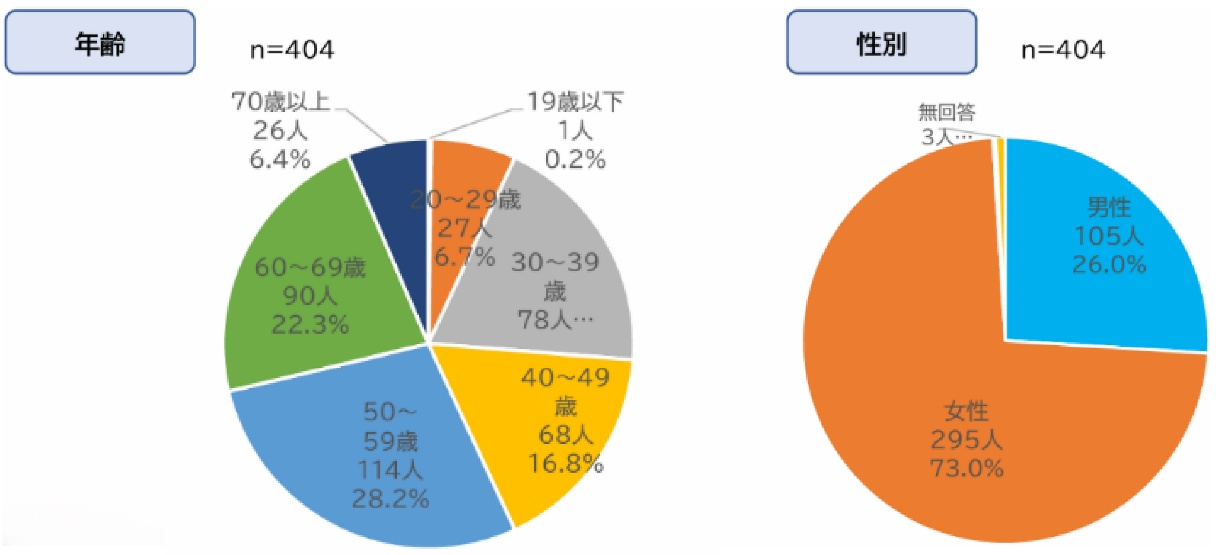 年齢
n=404
70歳以上
26人
6.4%
19歳以下
1人
0.2%
20～29歳
27人
6.7%
30～39
歳
78人…
40～49
歳
68人
16.8%
50～
59歳
114人
28.2%
60～69歳
90人
22.3%
性別
n=404
無回答
3人…
男性
105人
26.0%
女性
295人
73.0%